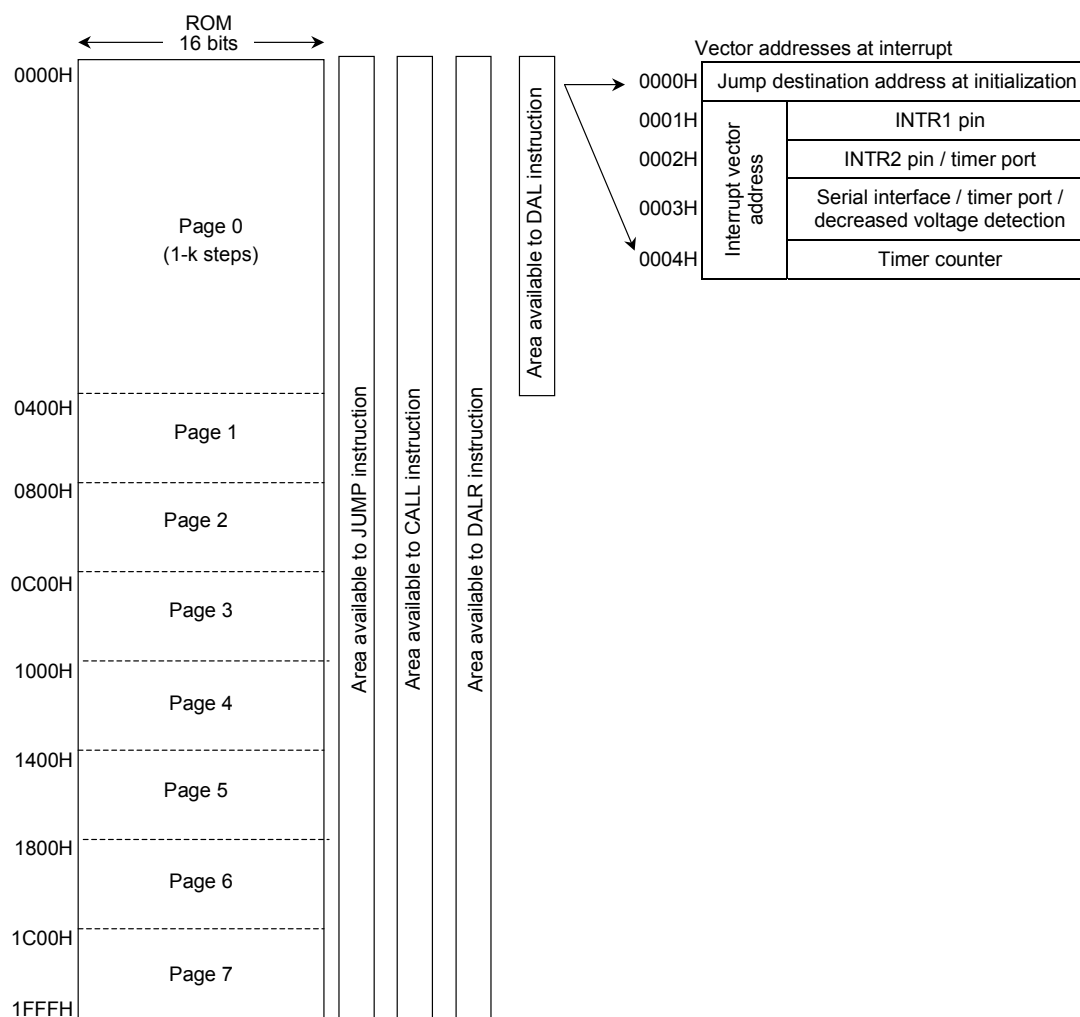 ROM
16 bits
0000H
Page 0
(1-k steps)
0400H
Page 1
0800H
Page 2
0C00H
Page 3
1000H
Page 4
1400H
Page 5
1800H
Page 6
1C00H
Page 7
1FFFH
Area available to JUMP instruction
Area available to CALL instruction
Area available to DALR instruction
Area available to DAL instruction
Vector addresses at interrupt
0000H
Jump destination address at initialization
0001H
INTR1 pin
0002H
INTR2 pin / timer port
0003H
Serial interface / timer port /
decreased voltage detection
0004H
Timer counter
Interrupt vector
address